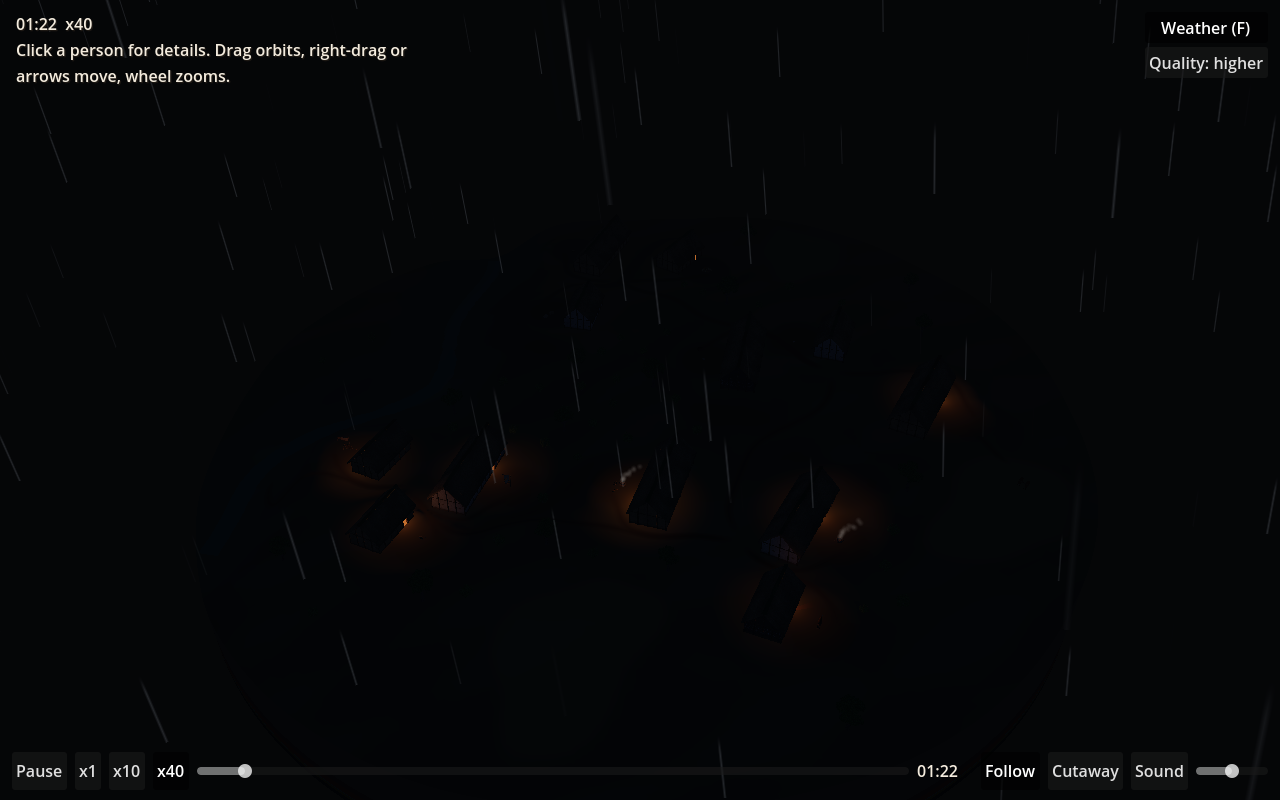 01:22 x40
Click a person for details. Drag orbits, right-drag or
arrows move, wheel zooms.
Weather (F)
Quality: higher
Pause x1 x10 x40 01:22 Follow Cutaway Sound